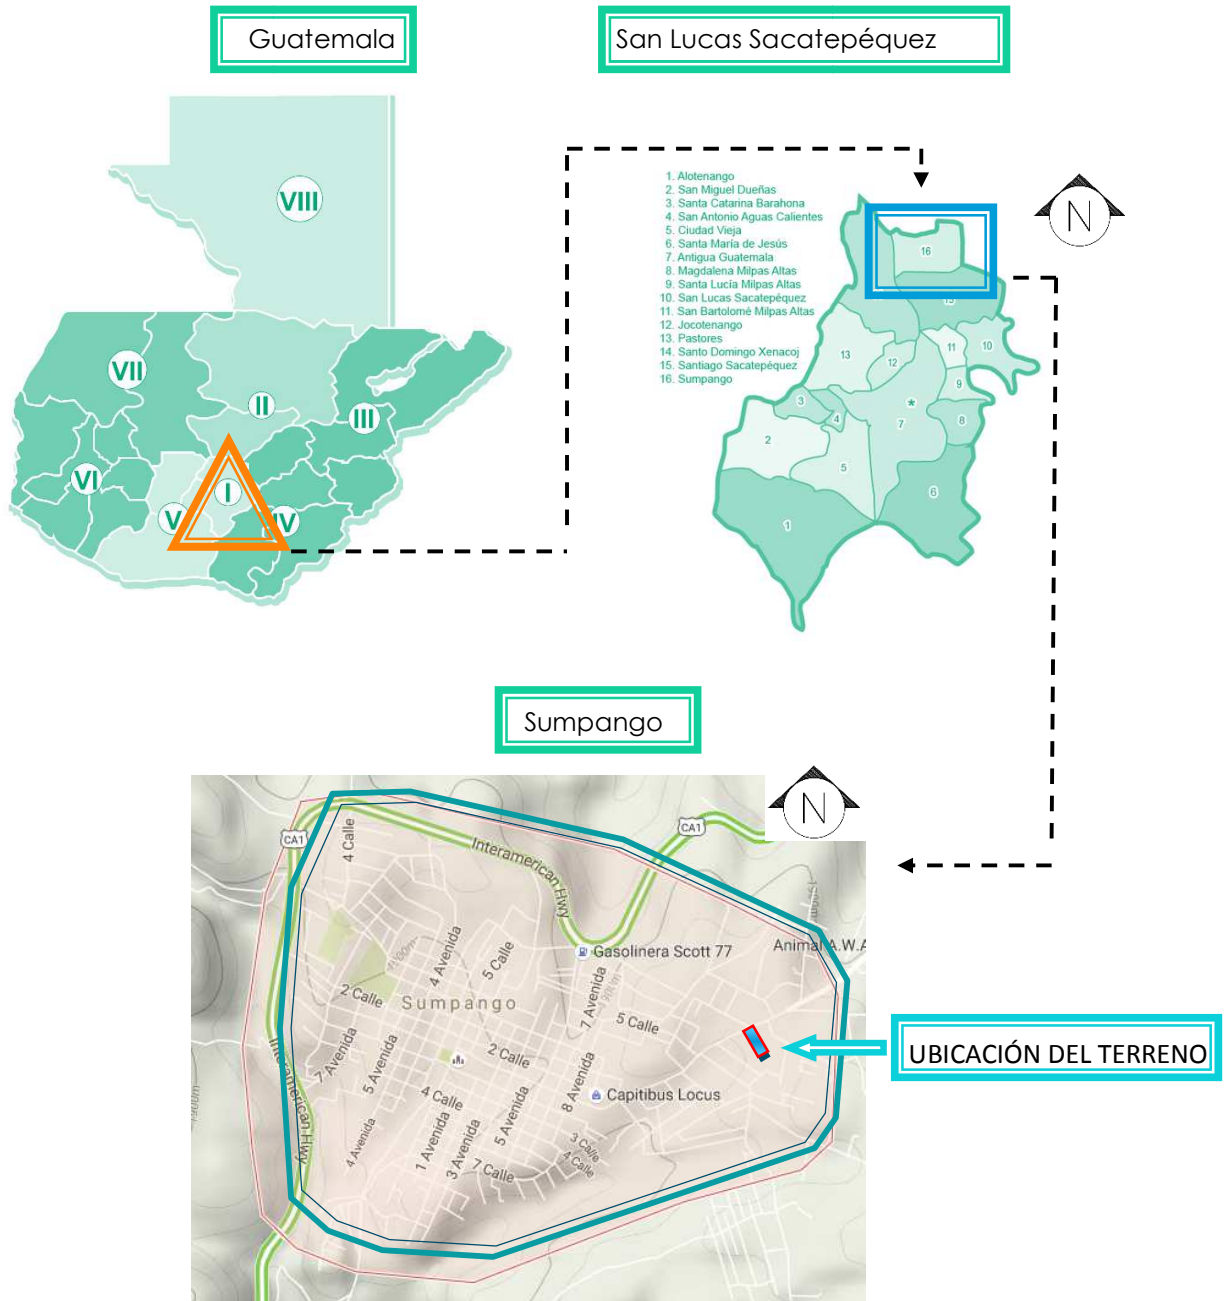 Guatemala
San Lucas Sacatepéquez
VIII
VII
II
III
VI
I
V
IV
1. Alotenango
2. San Miguel Dueñas
3. Santa Catarina Barahona
4. San Antonio Aguas Calientes
5. Ciudad Vieja
6. Santa María de Jesús
7. Antigua Guatemala
8. Magdalena Milpas Altas
9. Santa Lucía Milpas Altas
10. San Lucas Sacatepéquez
11. San Bartolomé Milpas Altas
12. Jocotenango
13. Pastores
14. Santo Domingo Xenacoj
15. Santiago Sacatepéquez
16. Sumpango
N
16
15
13
12
11
10
9
3
4
*
7
8
2
5
6
1
Sumpango
N
CA1
4 Calle
Interamerican Hwy
CA1
Gasolinera Scott 77
Animal A.W.A
4 Avenida
5 Calle
2 Calle
Sumpango
7 Avenida
5 Calle
7 Avenida
5 Avenida
2 Calle
8 Avenida
Capitibus Locus
Interamerican Hwy
4 Calle
4 Avenida
1 Avenida
3 Avenida
5 Avenida
7 Calle
3 Calle
4 Calle
UBICACIÓN DEL TERRENO